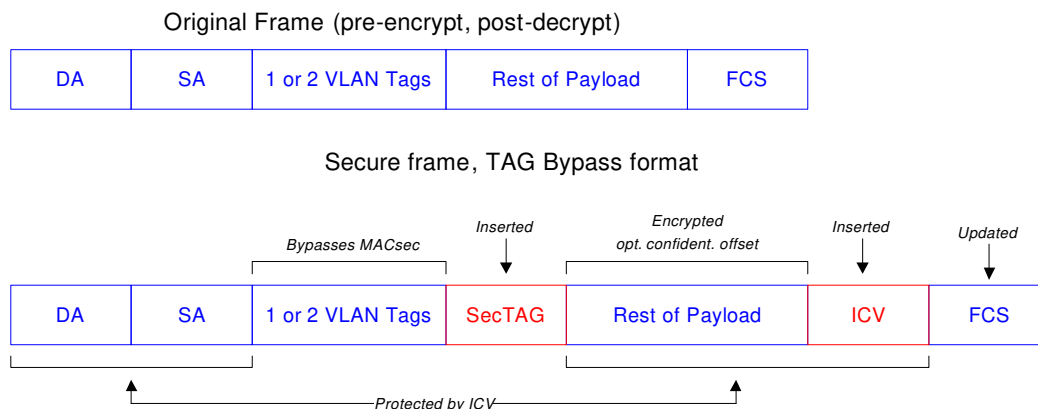 Original Frame (pre-encrypt, post-decrypt)
DA SA 1 or 2 VLAN Tags Rest of Payload FCS
Secure frame, TAG Bypass format
Bypasses MACsec Inserted Encrypted opt. confident. offset Inserted Updated
DA SA 1 or 2 VLAN Tags SecTAG Rest of Payload ICV FCS
Protected by ICV